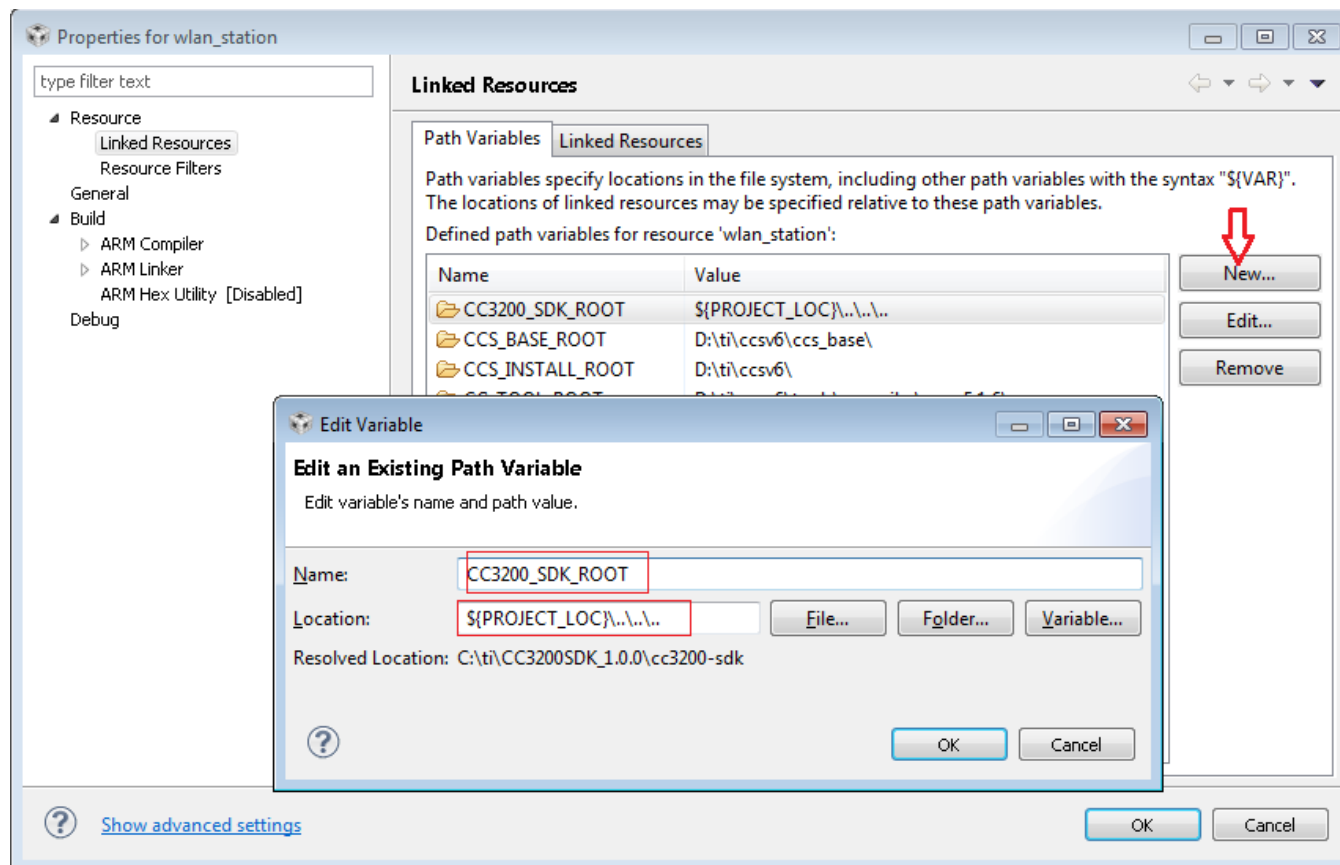 Properties for wlan_station
type filter text
Resource
Linked Resources
Resource Filters
General
Build
ARM Compiler
ARM Linker
ARM Hex Utility [Disabled]
Debug
Linked Resources
Path Variables Linked Resources
Path variables specify locations in the file system, including other path variables with the syntax "${VAR}".
The locations of linked resources may be specified relative to these path variables.
Defined path variables for resource 'wlan_station':
Name Value
CC3200_SDK_ROOT ${PROJECT_LOC}\..\..\..
CCS_BASE_ROOT D:\ti\ccsv6\ccs_base\
CCS_INSTALL_ROOT D:\ti\ccsv6\
New...
Edit...
Remove
Edit Variable
Edit an Existing Path Variable
Edit variable's name and path value.
Name: CC3200_SDK_ROOT
Location: ${PROJECT_LOC}\..\..\.. File... Folder... Variable...
Resolved Location: C:\ti\CC3200SDK_1.0.0\cc3200-sdk
? OK Cancel
? Show advanced settings OK Cancel